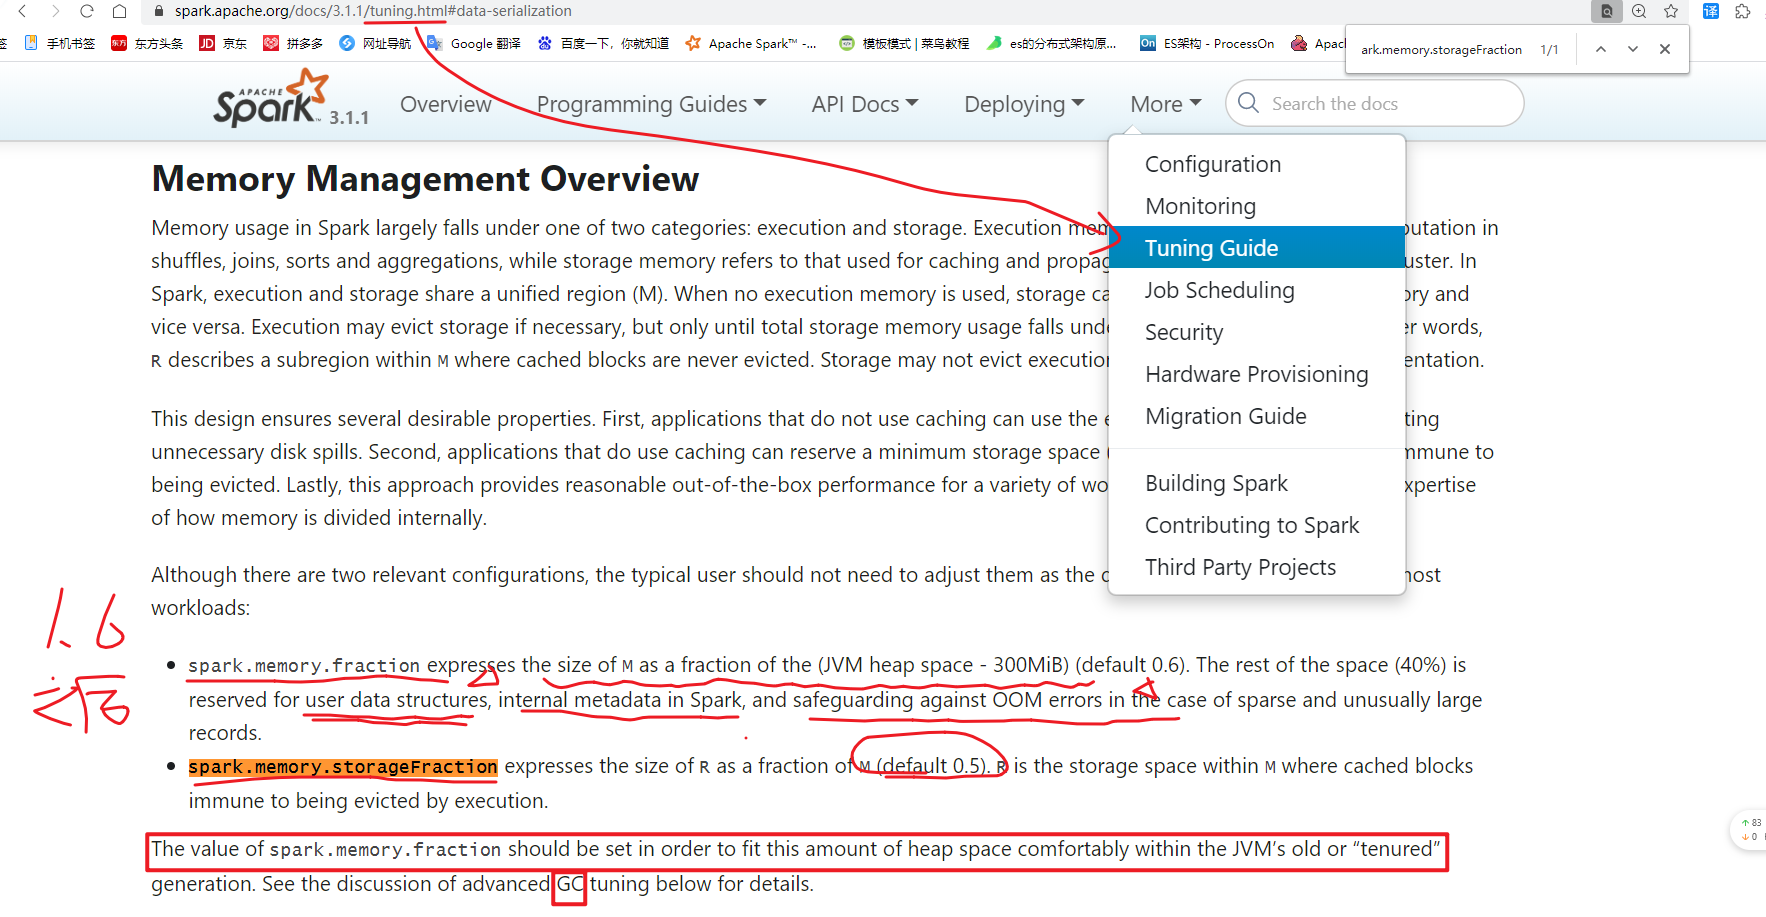 spark.apache.org/docs/3.1.1/tuning.html#data-serialization
签 手机书签 东方 东方头条 JD 京东 拼多多 网址导航 Google 翻译 百度一下，你就知道 Apache Spark™ -... 模板模式 | 菜鸟教程 es的分布式架构原... On ES架构 - ProcessOn Apac
ark.memory.storageFraction 1/1
译
APACHE Spark™ 3.1.1 Overview Programming Guides API Docs Deploying More Search the docs
Configuration
Monitoring
Tuning Guide
Job Scheduling
Security
Hardware Provisioning
Migration Guide
Building Spark
Contributing to Spark
Third Party Projects
Memory Management Overview
Memory usage in Spark largely falls under one of two categories: execution and storage. Execution mem putation in
shuffles, joins, sorts and aggregations, while storage memory refers to that used for caching and propag uster. In
Spark, execution and storage share a unified region (M). When no execution memory is used, storage ca ory and
vice versa. Execution may evict storage if necessary, but only until total storage memory usage falls unde er words,
R describes a subregion within M where cached blocks are never evicted. Storage may not evict execution entation.
This design ensures several desirable properties. First, applications that do not use caching can use the e ting
unnecessary disk spills. Second, applications that do use caching can reserve a minimum storage space ( mmune to
being evicted. Lastly, this approach provides reasonable out-of-the-box performance for a variety of wo xpertise
of how memory is divided internally.
Although there are two relevant configurations, the typical user should not need to adjust them as the d nost
workloads:
1.6
之后
• spark.memory.fraction expresses the size of M as a fraction of the (JVM heap space - 300MiB) (default 0.6). The rest of the space (40%) is
reserved for user data structures, internal metadata in Spark, and safeguarding against OOM errors in the case of sparse and unusually large
records.
• spark.memory.storageFraction expresses the size of R as a fraction of M (default 0.5). R is the storage space within M where cached blocks
immune to being evicted by execution.
The value of spark.memory.fraction should be set in order to fit this amount of heap space comfortably within the JVM’s old or “tenured”
generation. See the discussion of advanced GC tuning below for details.
↑ 83
↓ 0